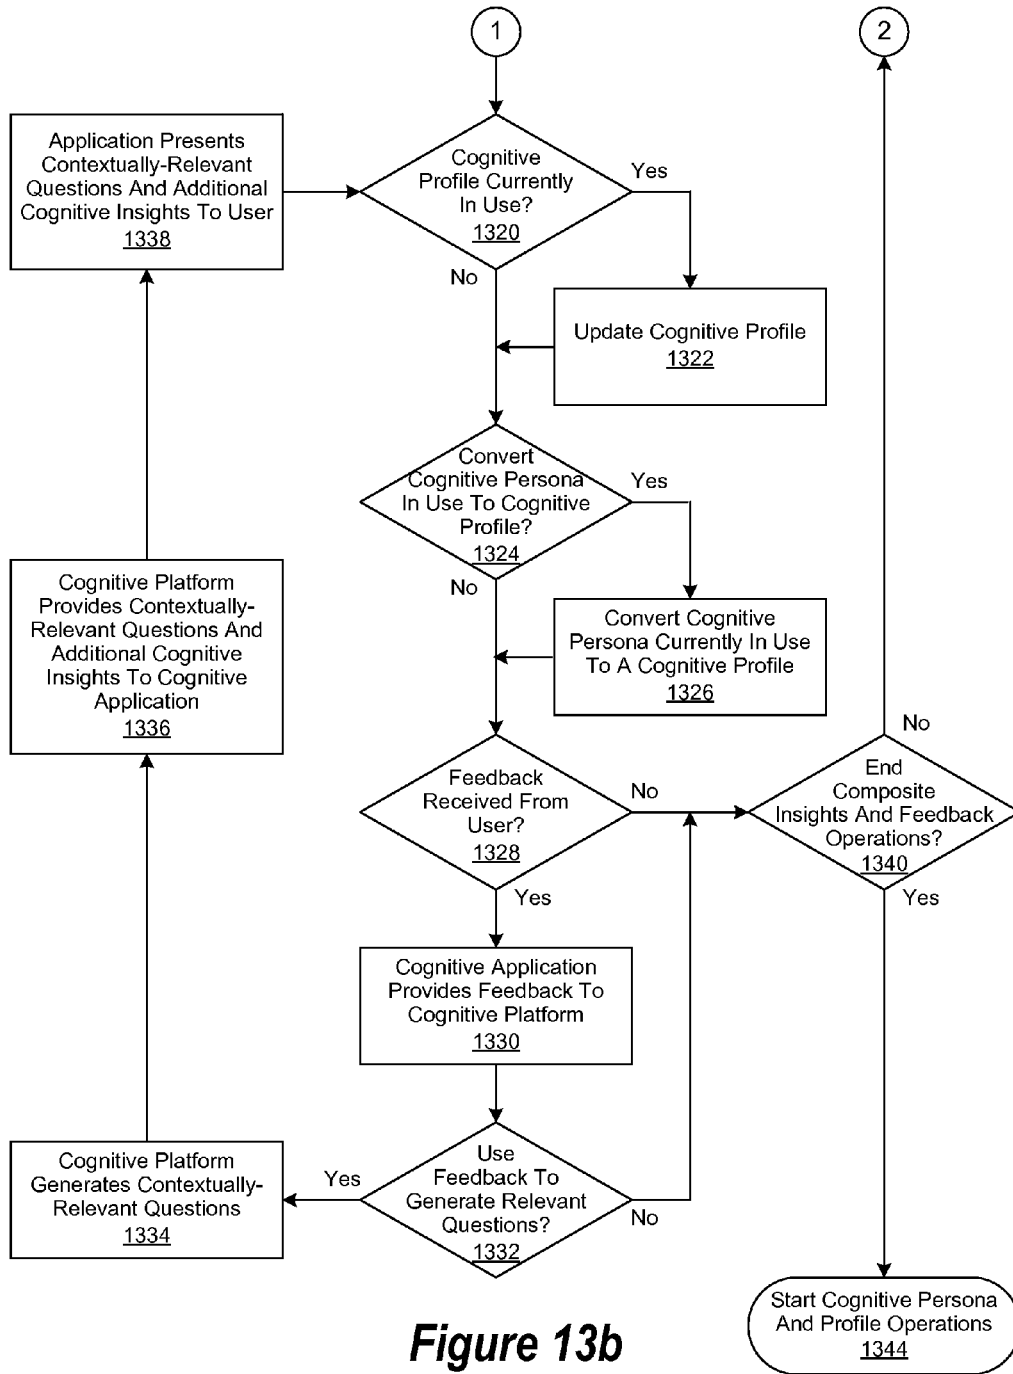 1
2
Application Presents
Contextually-Relevant
Questions And Additional
Cognitive Insights To User
1338
Cognitive
Profile Currently
In Use?
1320
Yes
No
Update Cognitive Profile
1322
Convert
Cognitive Persona
In Use To Cognitive
Profile?
1324
Yes
No
Cognitive Platform
Provides Contextually-
Relevant Questions And
Additional Cognitive
Insights To Cognitive
Application
1336
Convert Cognitive
Persona Currently In Use
To A Cognitive Profile
1326
Feedback
Received From
User?
1328
No
Yes
End
Composite
Insights And Feedback
Operations?
1340
No
Yes
Cognitive Application
Provides Feedback To
Cognitive Platform
1330
Cognitive Platform
Generates Contextually-
Relevant Questions
1334
Yes
Use
Feedback To
Generate Relevant
Questions?
1332
No
Start Cognitive Persona
And Profile Operations
1344
Figure 13b